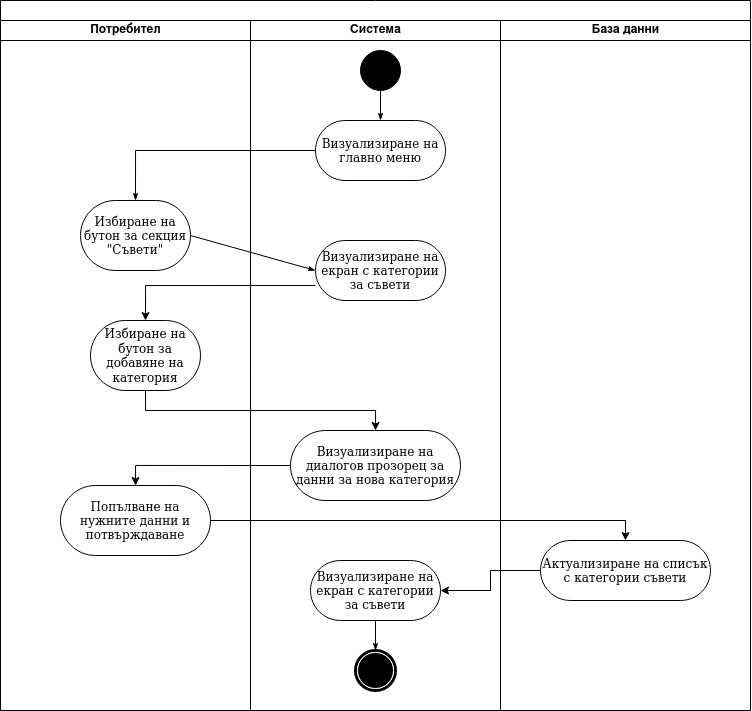 Потребител
Система
База данни
Визуализиране на
главно меню
Избиране на
бутон за секция
"Съвети"
Визуализиране на
екран с категории
за съвети
Избиране на
бутон за
добавяне на
категория
Визуализиране на
диалогов прозорец за
данни за нова категория
Попълване на
нужните данни и
потвърждаване
Актуализиране на списък
с категории съвети
Визуализиране на
екран с категории
за съвети